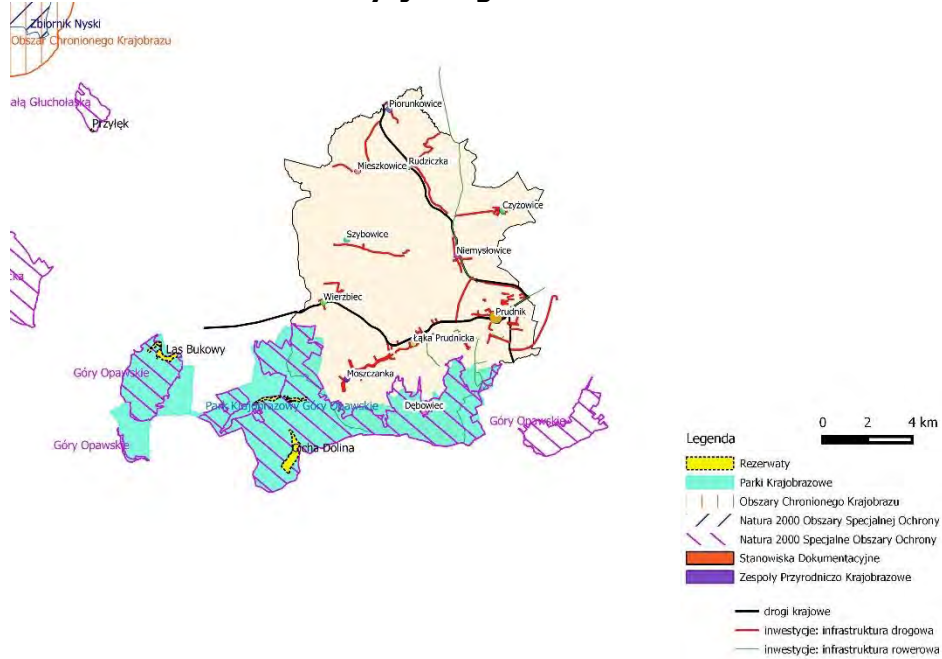 Zbiornik Nyski
Obszar Chronionego Krajobrazu
ałą Głuchołaską
Przyłęk
Piorunkowice
Mieszkowice
Rudziczka
Czyżowice
Szybowice
Niemysłowice
Wierzbiec
Prudnik
Łąka Prudnicka
Las Bukowy
Góry Opawskie
Moszczanka
Park Krajobrazowy Góry Opawskie
Dębowiec
Góry Opawskie
Góry Opawskie
Cicha Dolina
Legenda
0 2 4 km
Rezerwaty
Parki Krajobrazowe
Obszary Chronionego Krajobrazu
Natura 2000 Obszary Specjalnej Ochrony
Natura 2000 Specjalne Obszary Ochrony
Stanowiska Dokumentacyjne
Zespoły Przyrodniczo Krajobrazowe
drogi krajowe
inwestycje: infrastruktura drogowa
inwestycje: infrastruktura rowerowa